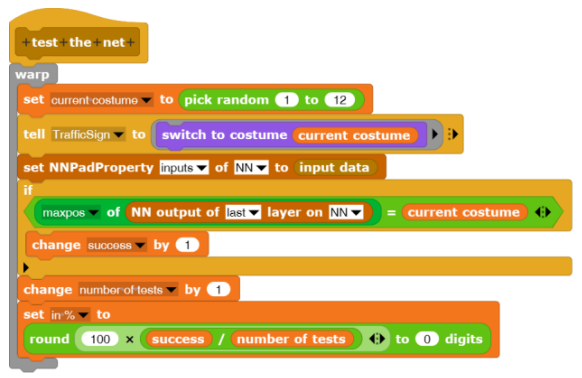 +test+the+net+
warp
set current costume to pick random 1 to 12
tell TrafficSign to switch to costume current costume
set NNPadProperty inputs of NN to input data
if
maxpos of NN output of last layer on NN = current costume
change success by 1
change number of tests by 1
set in % to
round 100 × success / number of tests to 0 digits